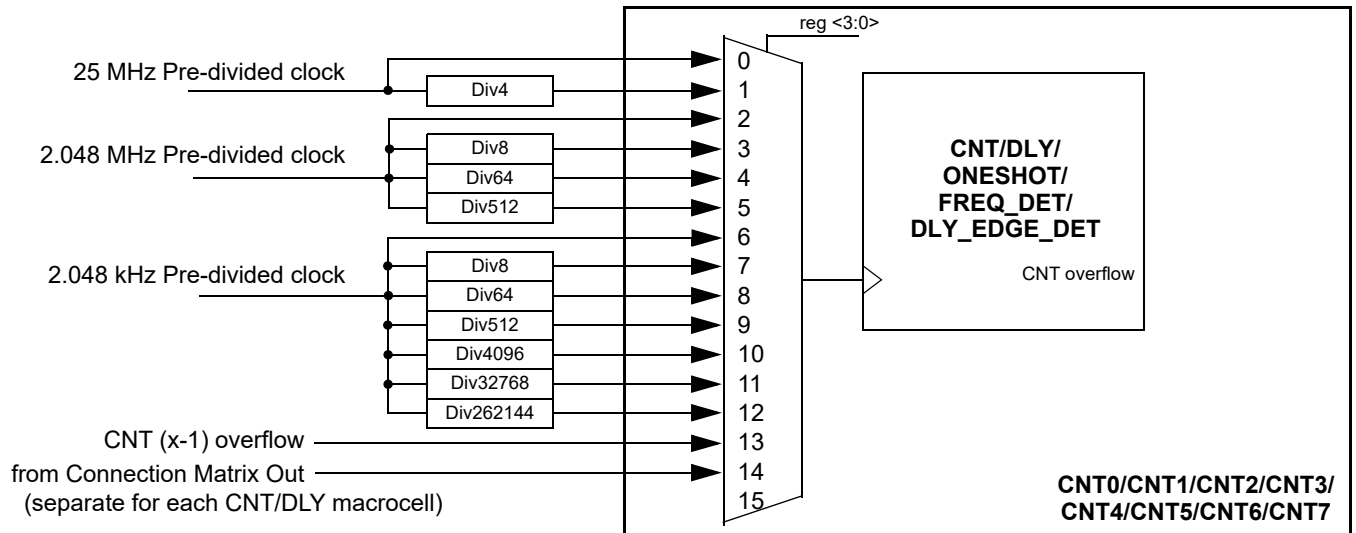 reg <3:0>
25 MHz Pre-divided clock
Div4
2.048 MHz Pre-divided clock
Div8
Div64
Div512
2.048 kHz Pre-divided clock
Div8
Div64
Div512
Div4096
Div32768
Div262144
CNT (x-1) overflow
from Connection Matrix Out
(separate for each CNT/DLY macrocell)
0
1
2
3
4
5
6
7
8
9
10
11
12
13
14
15
CNT/DLY/
ONESHOT/
FREQ_DET/
DLY_EDGE_DET
CNT overflow
CNT0/CNT1/CNT2/CNT3/
CNT4/CNT5/CNT6/CNT7